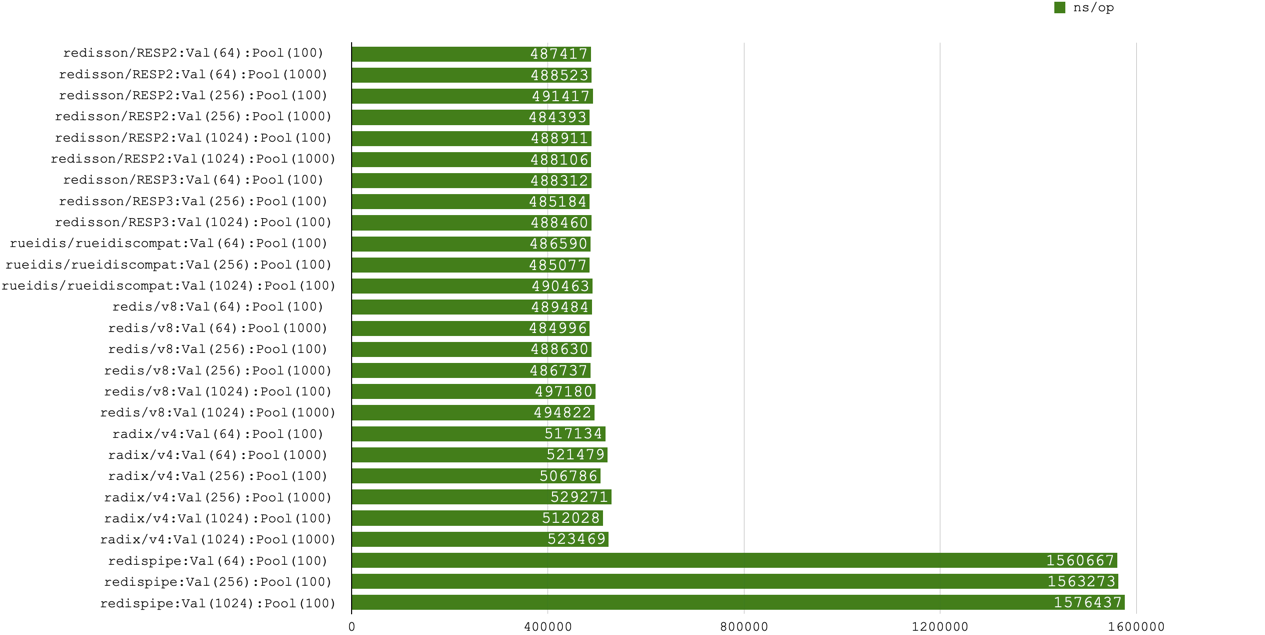 ns/op
redisson/RESP2:Val(64):Pool(100) 487417
redisson/RESP2:Val(64):Pool(1000) 488523
redisson/RESP2:Val(256):Pool(100) 491417
redisson/RESP2:Val(256):Pool(1000) 484393
redisson/RESP2:Val(1024):Pool(100) 488911
redisson/RESP2:Val(1024):Pool(1000) 488106
redisson/RESP3:Val(64):Pool(100) 488312
redisson/RESP3:Val(256):Pool(100) 485184
redisson/RESP3:Val(1024):Pool(100) 488460
rueidis/rueidiscompat:Val(64):Pool(100) 486590
rueidis/rueidiscompat:Val(256):Pool(100) 485077
rueidis/rueidiscompat:Val(1024):Pool(100) 490463
redis/v8:Val(64):Pool(100) 489484
redis/v8:Val(64):Pool(1000) 484996
redis/v8:Val(256):Pool(100) 488630
redis/v8:Val(256):Pool(1000) 486737
redis/v8:Val(1024):Pool(100) 497180
redis/v8:Val(1024):Pool(1000) 494822
radix/v4:Val(64):Pool(100) 517134
radix/v4:Val(64):Pool(1000) 521479
radix/v4:Val(256):Pool(100) 506786
radix/v4:Val(256):Pool(1000) 529271
radix/v4:Val(1024):Pool(100) 512028
radix/v4:Val(1024):Pool(1000) 523469
redispipe:Val(64):Pool(100) 1560667
redispipe:Val(256):Pool(100) 1563273
redispipe:Val(1024):Pool(100) 1576437
0 400000 800000 1200000 1600000